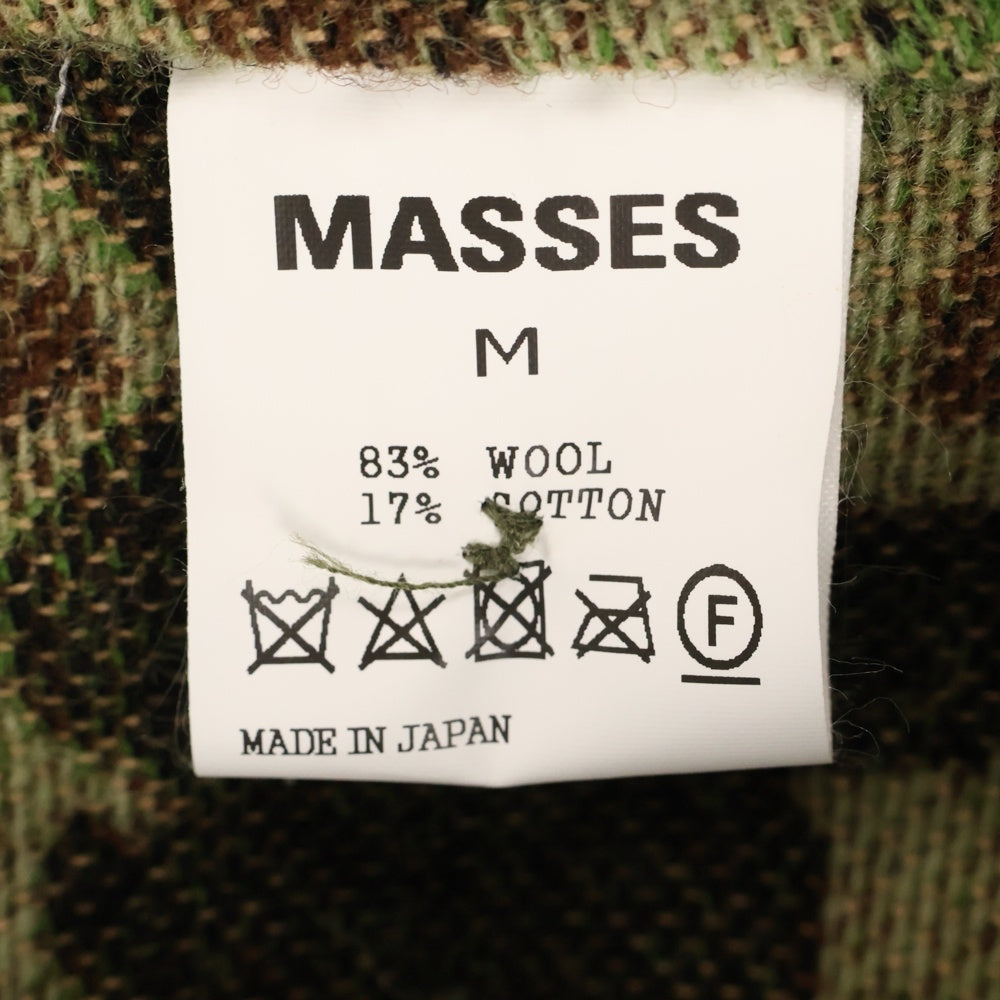 MASSES
M
83% WOOL
17% COTTON
F
MADE IN JAPAN